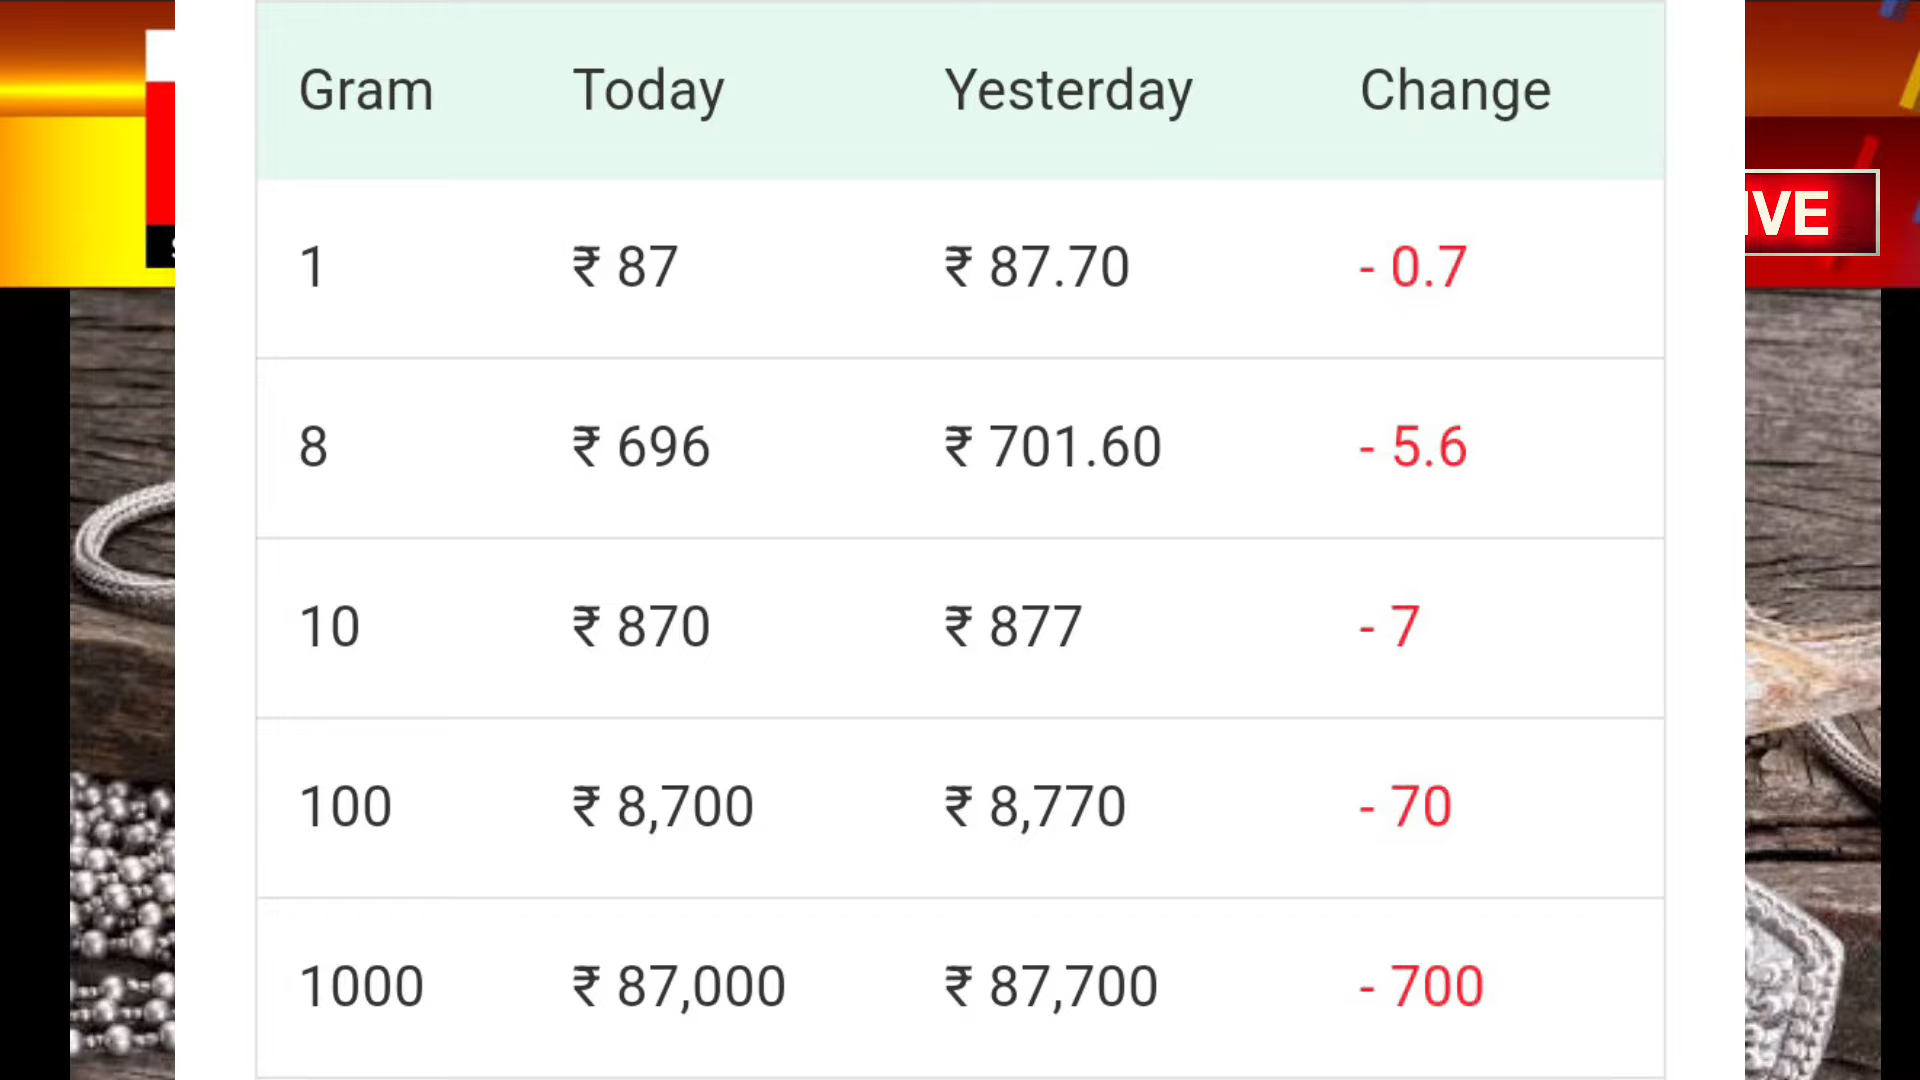 Gram Today Yesterday Change
1 ₹ 87 ₹ 87.70 - 0.7
8 ₹ 696 ₹ 701.60 - 5.6
10 ₹ 870 ₹ 877 - 7
100 ₹ 8,700 ₹ 8,770 - 70
1000 ₹ 87,000 ₹ 87,700 - 700
IVE